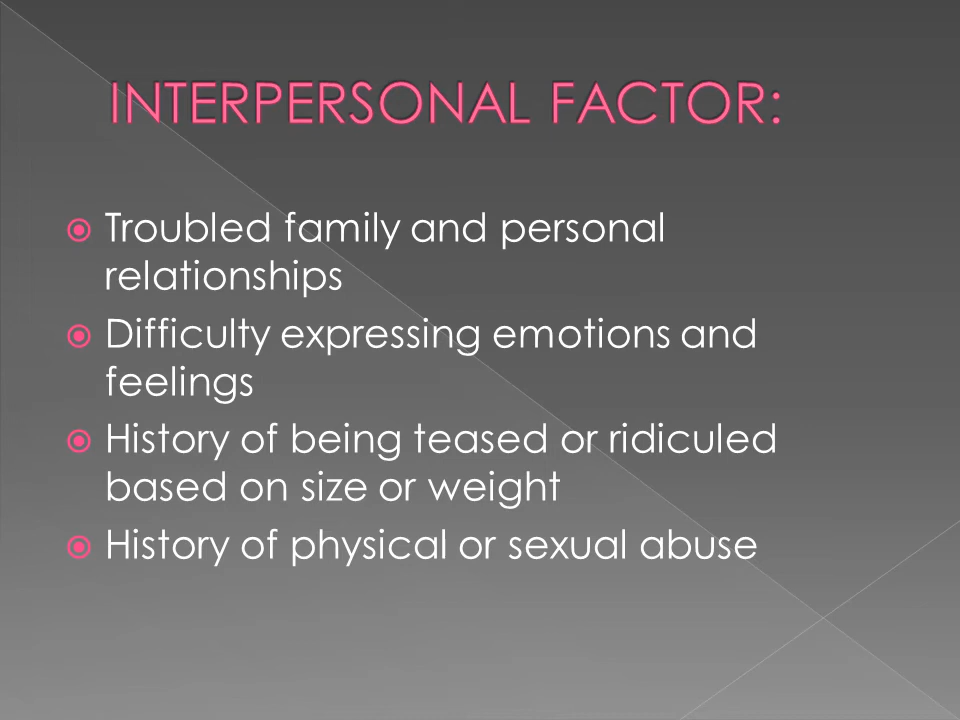 INTERPERSONAL FACTOR:
Troubled family and personal
relationships
Difficulty expressing emotions and
feelings
History of being teased or ridiculed
based on size or weight
History of physical or sexual abuse